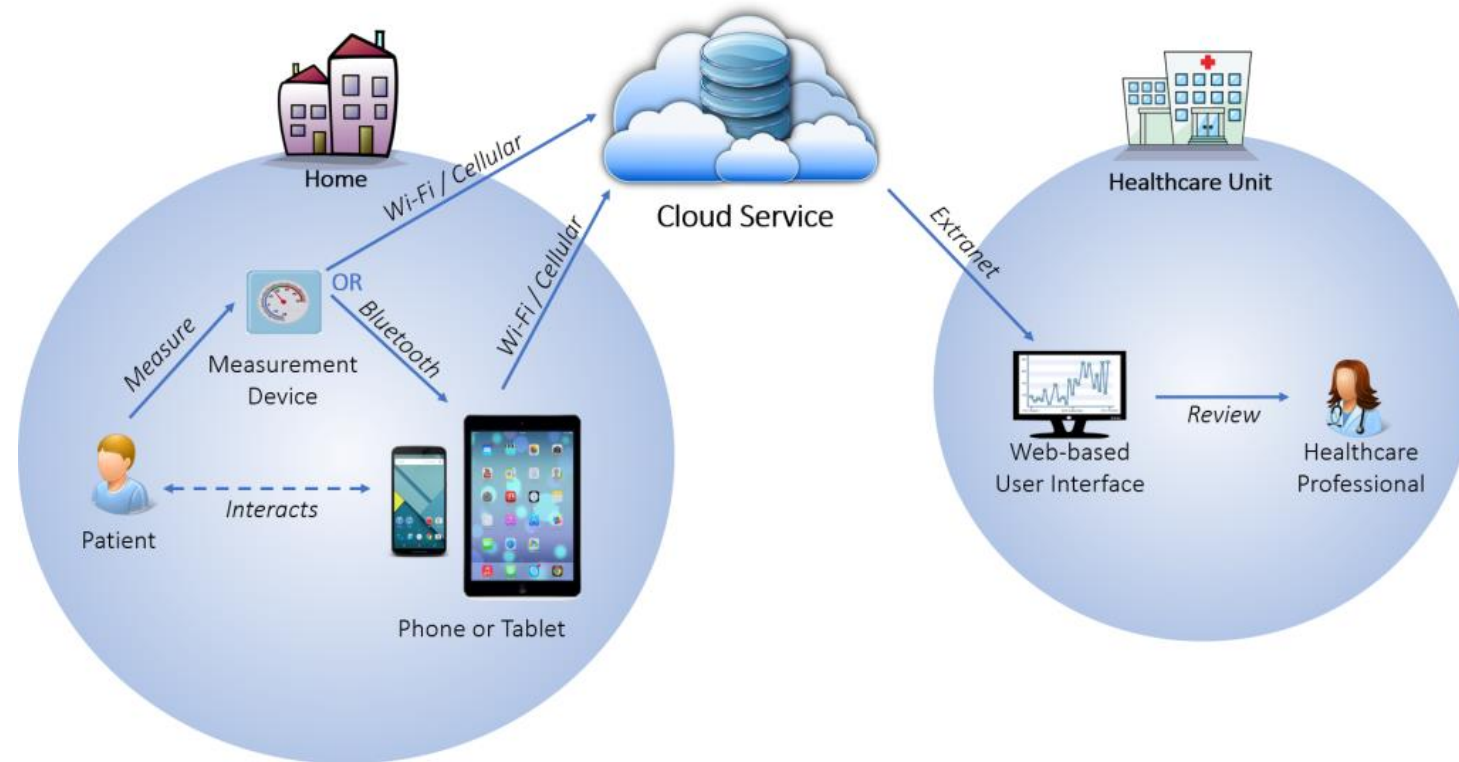 Home
Wi-Fi / Cellular
Cloud Service
Healthcare Unit
Extranet
OR
Measure
Bluetooth
Wi-Fi / Cellular
Measurement
Device
Interacts
Patient
Phone or Tablet
Web-based
User Interface
Review
Healthcare
Professional